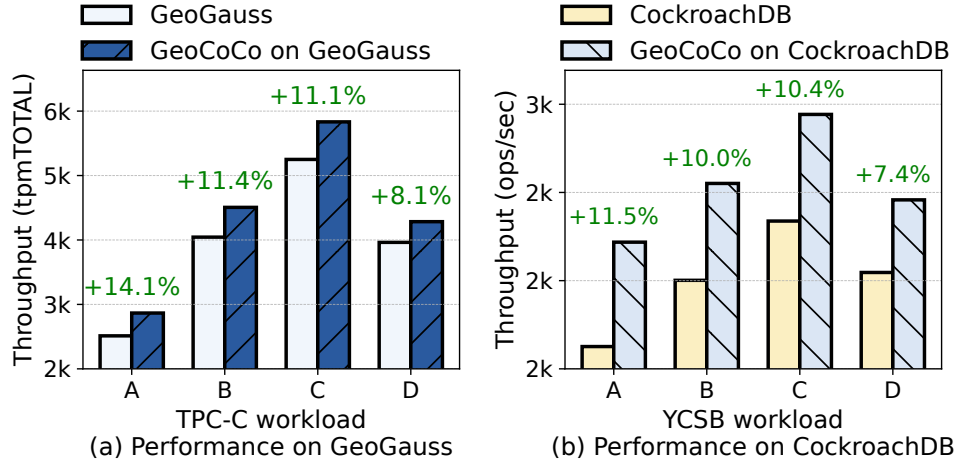 GeoGauss
GeoCoCo on GeoGauss
Throughput (tpmTOTAL)
6k
5k
4k
3k
2k
+14.1%
+11.4%
+11.1%
+8.1%
A B C D
TPC-C workload
(a) Performance on GeoGauss
CockroachDB
GeoCoCo on CockroachDB
Throughput (ops/sec)
3k
2k
2k
2k
+11.5%
+10.0%
+10.4%
+7.4%
A B C D
YCSB workload
(b) Performance on CockroachDB